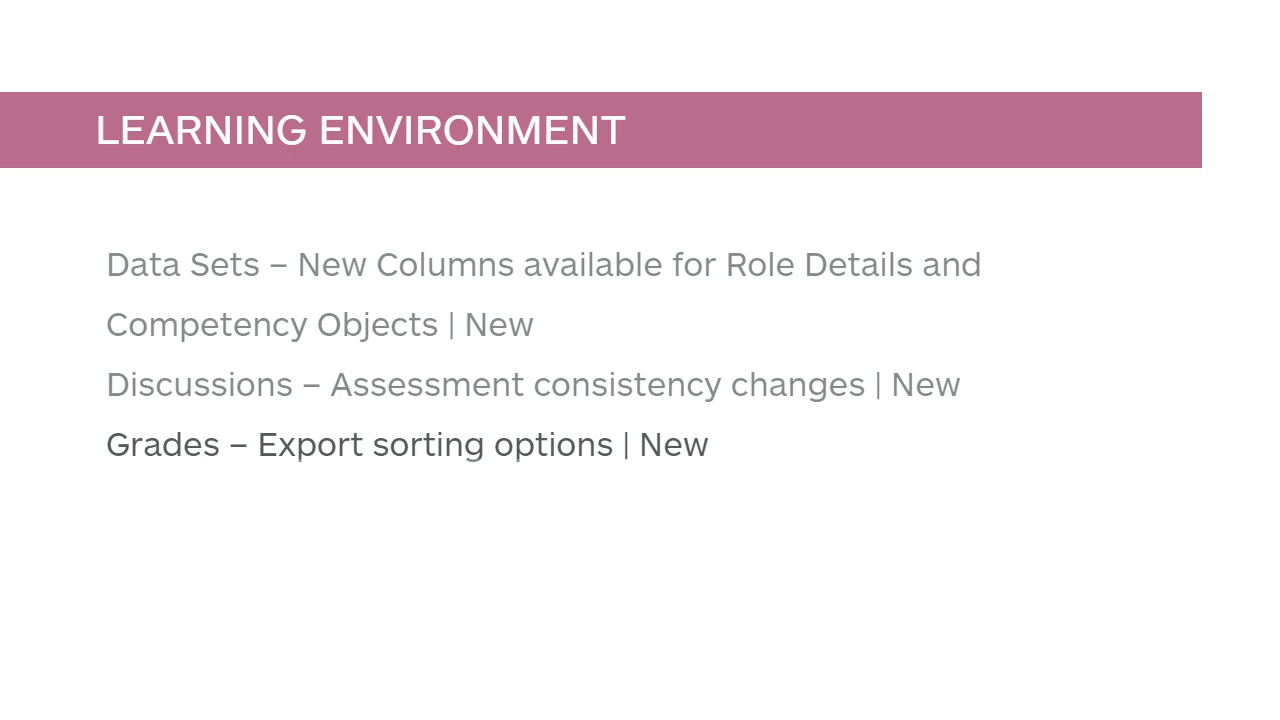 LEARNING ENVIRONMENT
Data Sets – New Columns available for Role Details and
Competency Objects | New
Discussions – Assessment consistency changes | New
Grades – Export sorting options | New